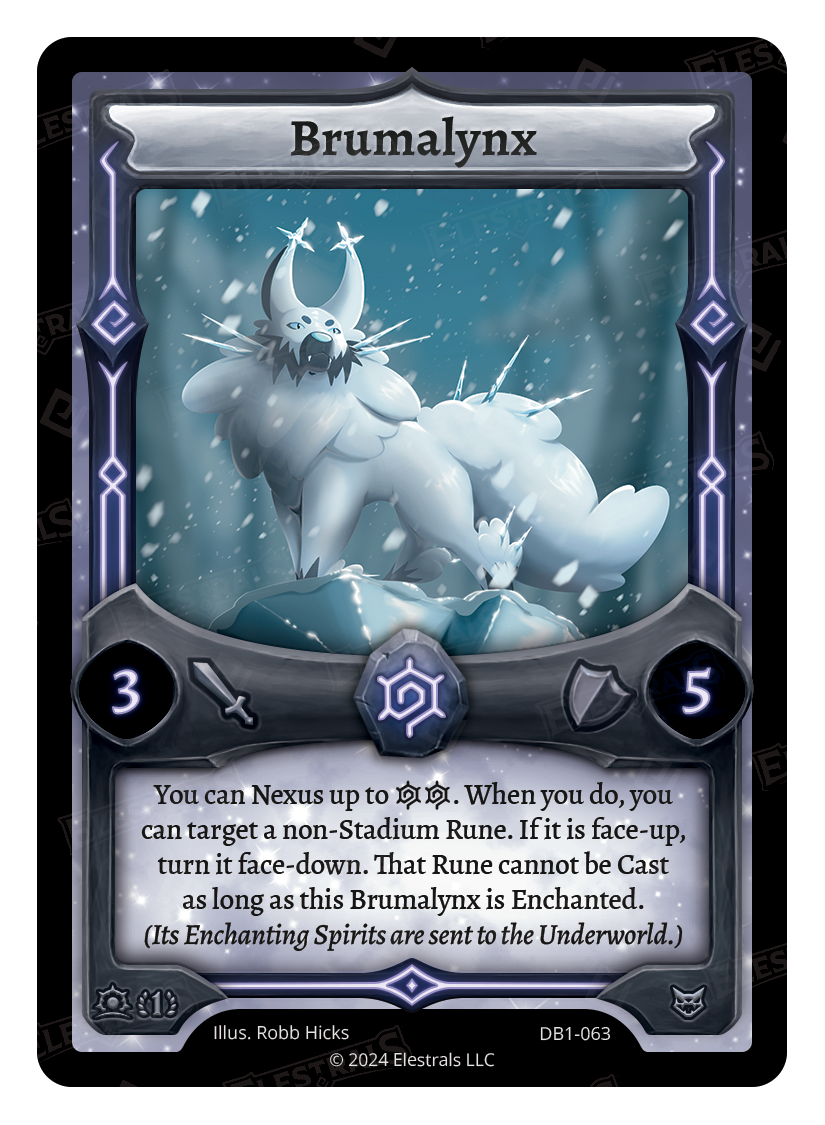 Brumalynx
3
5
You can Nexus up to . When you do, you
can target a non-Stadium Rune. If it is face-up,
turn it face-down. That Rune cannot be Cast
as long as this Brumalynx is Enchanted.
(Its Enchanting Spirits are sent to the Underworld.)
1
Illus. Robb Hicks
DB1-063
© 2024 Elestrals LLC